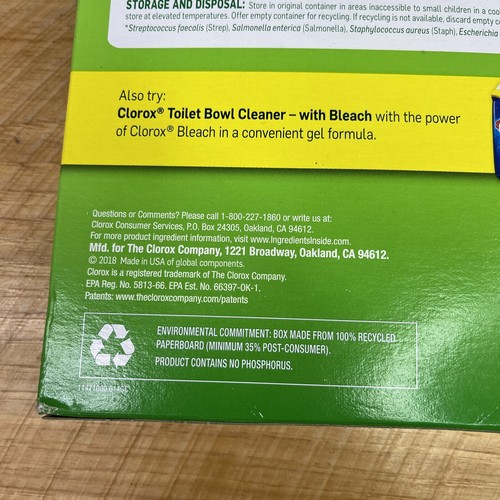 STORAGE AND DISPOSAL: Store in original container in areas inaccessible to small children in a coo
store at elevated temperatures. Offer empty container for recycling. If recycling is not available, discard empty c
*Streptococcus faecalis (Strep), Salmonella enterica (Salmonella), Staphylococcus aureus (Staph), Escherichia
Also try:
Clorox® Toilet Bowl Cleaner – with Bleach with the power
of Clorox® Bleach in a convenient gel formula.
Questions or Comments? Please call 1-800-227-1860 or write us at:
Clorox Consumer Services, P.O. Box 24305, Oakland, CA 94612.
For more product ingredient information, visit www.IngredientsInside.com.
Mfd. for The Clorox Company, 1221 Broadway, Oakland, CA 94612.
© 2018 Made in USA of global components.
Clorox is a registered trademark of The Clorox Company.
EPA Reg. No. 5813-66. EPA Est. No. 66397-OK-1.
Patents: www.thecloroxcompany.com/patents
ENVIRONMENTAL COMMITMENT: BOX MADE FROM 100% RECYCLED
PAPERBOARD (MINIMUM 35% POST-CONSUMER).
PRODUCT CONTAINS NO PHOSPHORUS.